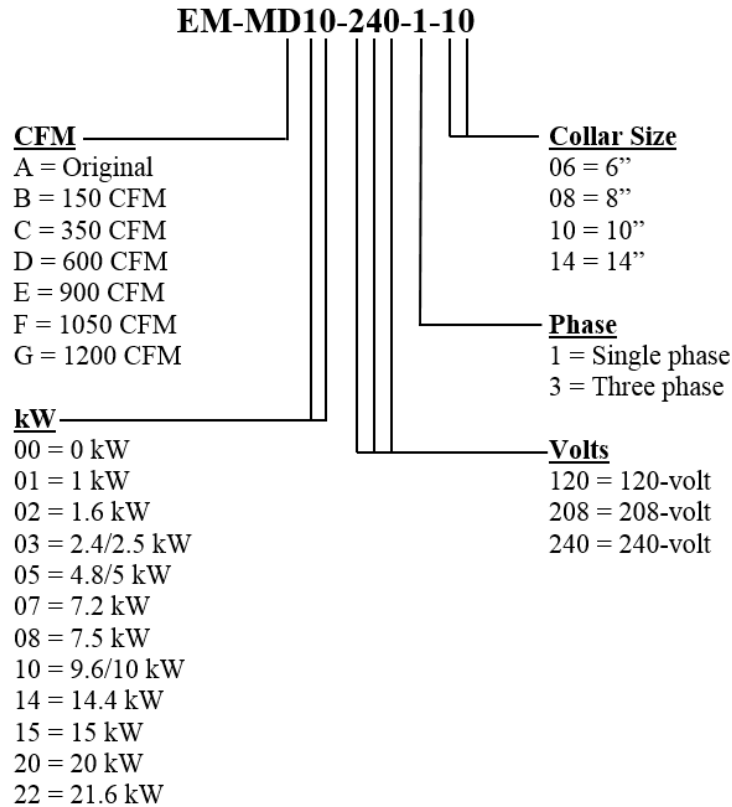 EM-MD10-240-1-10
CFM
A = Original
B = 150 CFM
C = 350 CFM
D = 600 CFM
E = 900 CFM
F = 1050 CFM
G = 1200 CFM
kW
00 = 0 kW
01 = 1 kW
02 = 1.6 kW
03 = 2.4/2.5 kW
05 = 4.8/5 kW
07 = 7.2 kW
08 = 7.5 kW
10 = 9.6/10 kW
14 = 14.4 kW
15 = 15 kW
20 = 20 kW
22 = 21.6 kW
Collar Size
06 = 6”
08 = 8”
10 = 10”
14 = 14”
Phase
1 = Single phase
3 = Three phase
Volts
120 = 120-volt
208 = 208-volt
240 = 240-volt